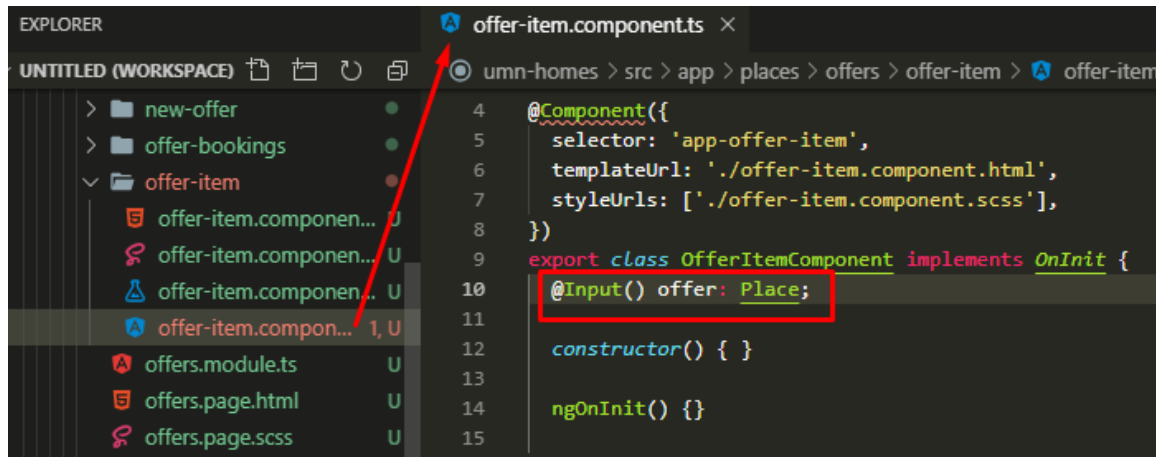 EXPLORER
UNTITLED (WORKSPACE)
new-offer
offer-bookings
offer-item
offer-item.componen... U
offer-item.componen... U
offer-item.componen... U
offer-item.compon... 1, U
offers.module.ts U
offers.page.html U
offers.page.scss U
offer-item.component.ts ×
umn-homes > src > app > places > offers > offer-item > offer-item
4 @Component({
5 selector: 'app-offer-item',
6 templateUrl: './offer-item.component.html',
7 styleUrls: ['./offer-item.component.scss'],
8 })
9 export class OfferItemComponent implements OnInit {
10 @Input() offer: Place;
11
12 constructor() { }
13
14 ngOnInit() {}
15